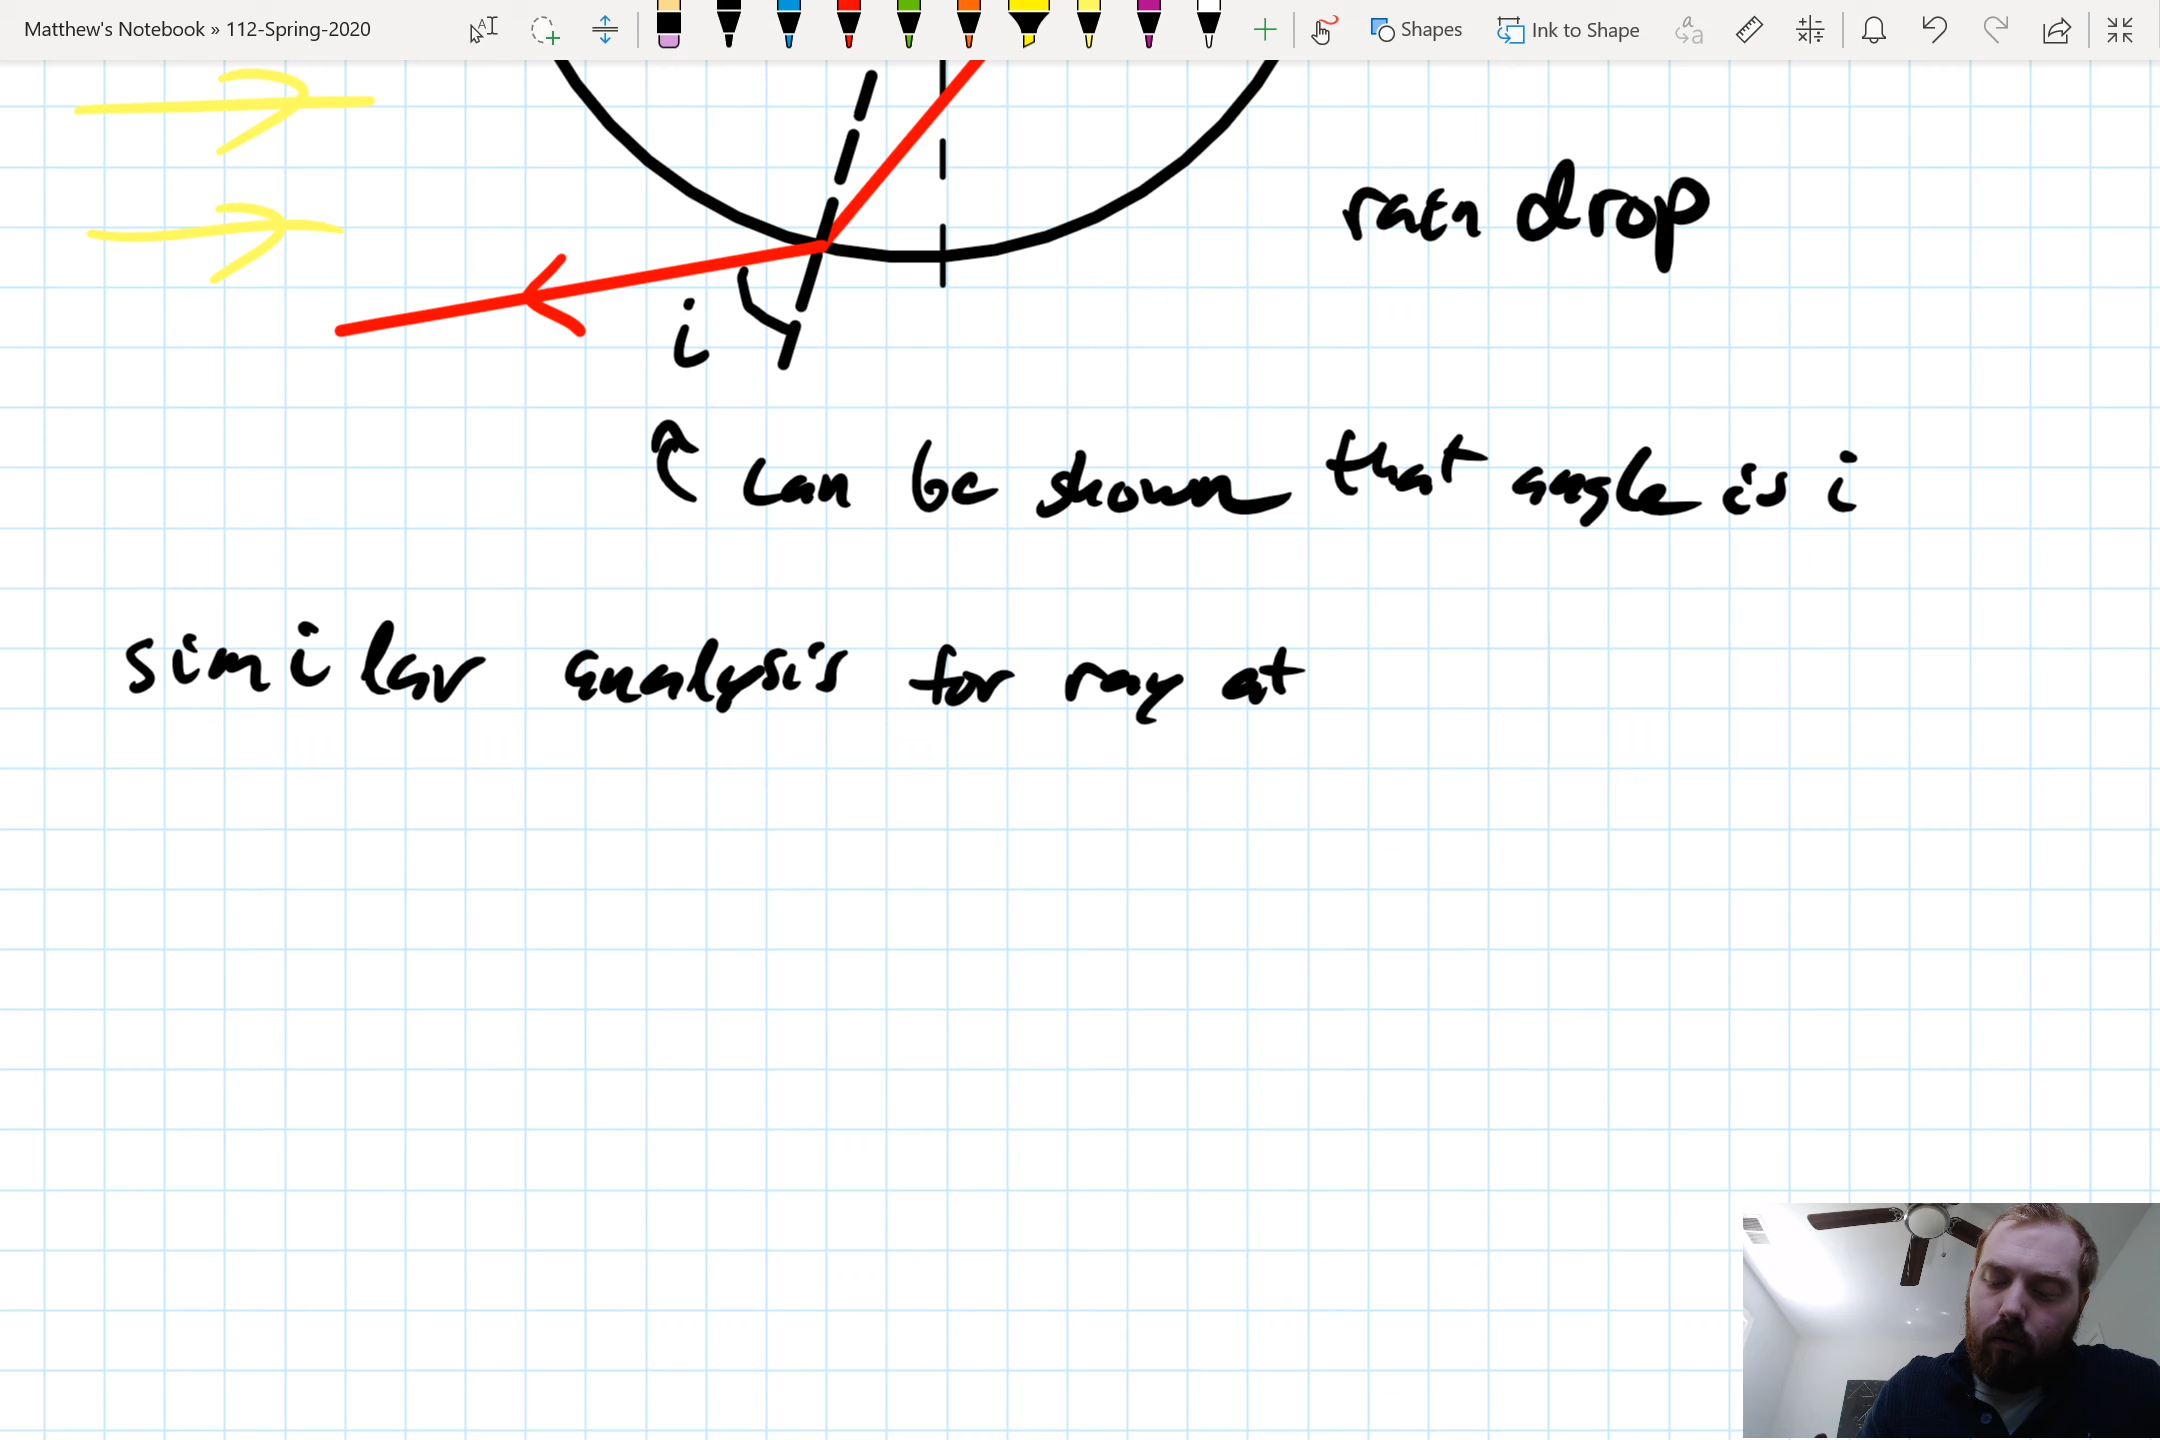 Matthew's Notebook » 112-Spring-2020
Shapes
Ink to Shape
rain drop
i
can be shown that angle is i
similar analysis for ray at